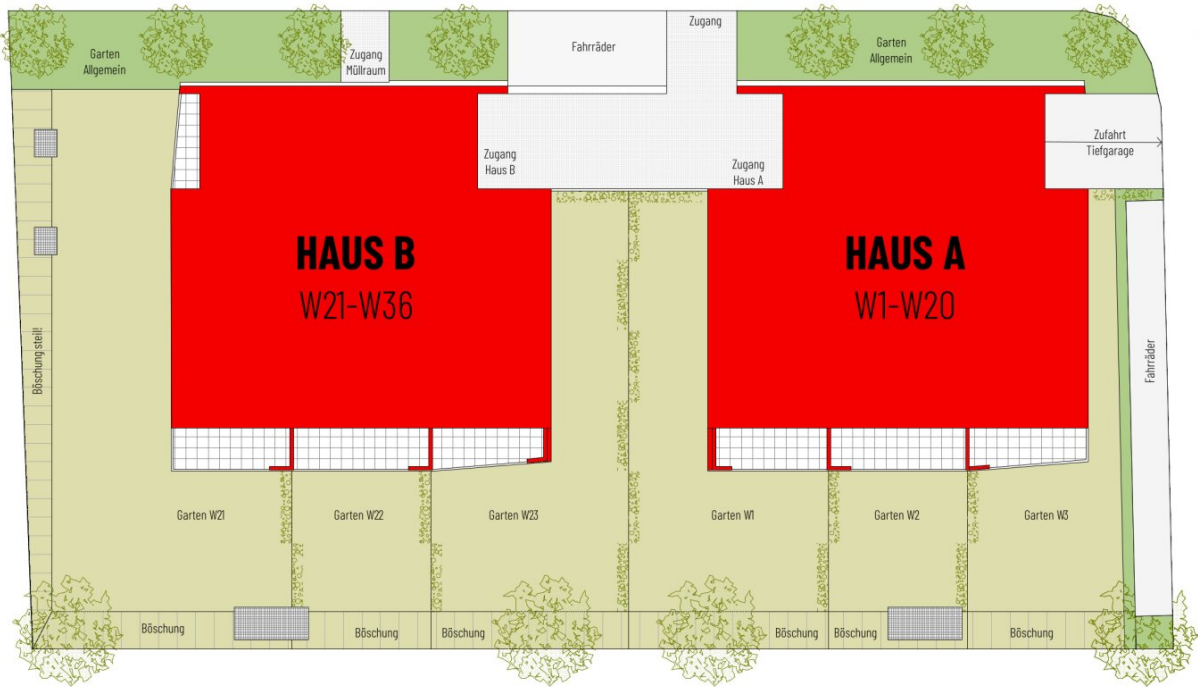 Garten
Allgemein
Zugang
Müllraum
Fahrräder
Zugang
Garten
Allgemein
Zufahrt
Tiefgarage
Zugang
Haus B
Zugang
Haus A
HAUS B
W21-W36
HAUS A
W1-W20
Böschung steil!
Fahrräder
Garten W21
Garten W22
Garten W23
Garten W1
Garten W2
Garten W3
Böschung
Böschung
Böschung
Böschung
Böschung
Böschung